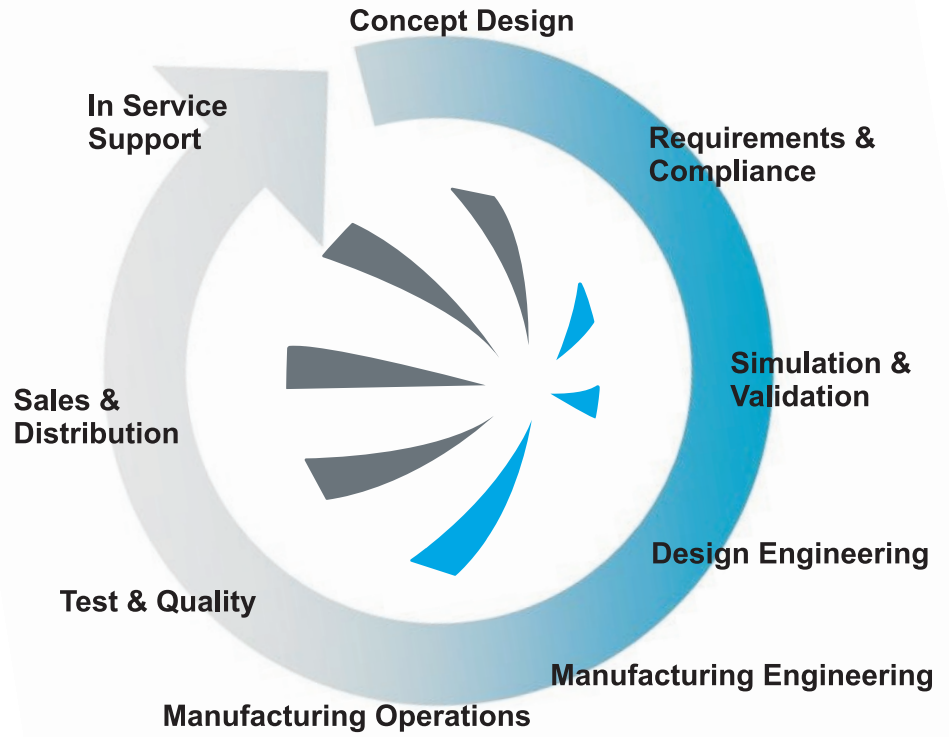 Concept Design
Requirements &
Compliance
Simulation &
Validation
Design Engineering
Manufacturing Engineering
Manufacturing Operations
Test & Quality
Sales &
Distribution
In Service
Support